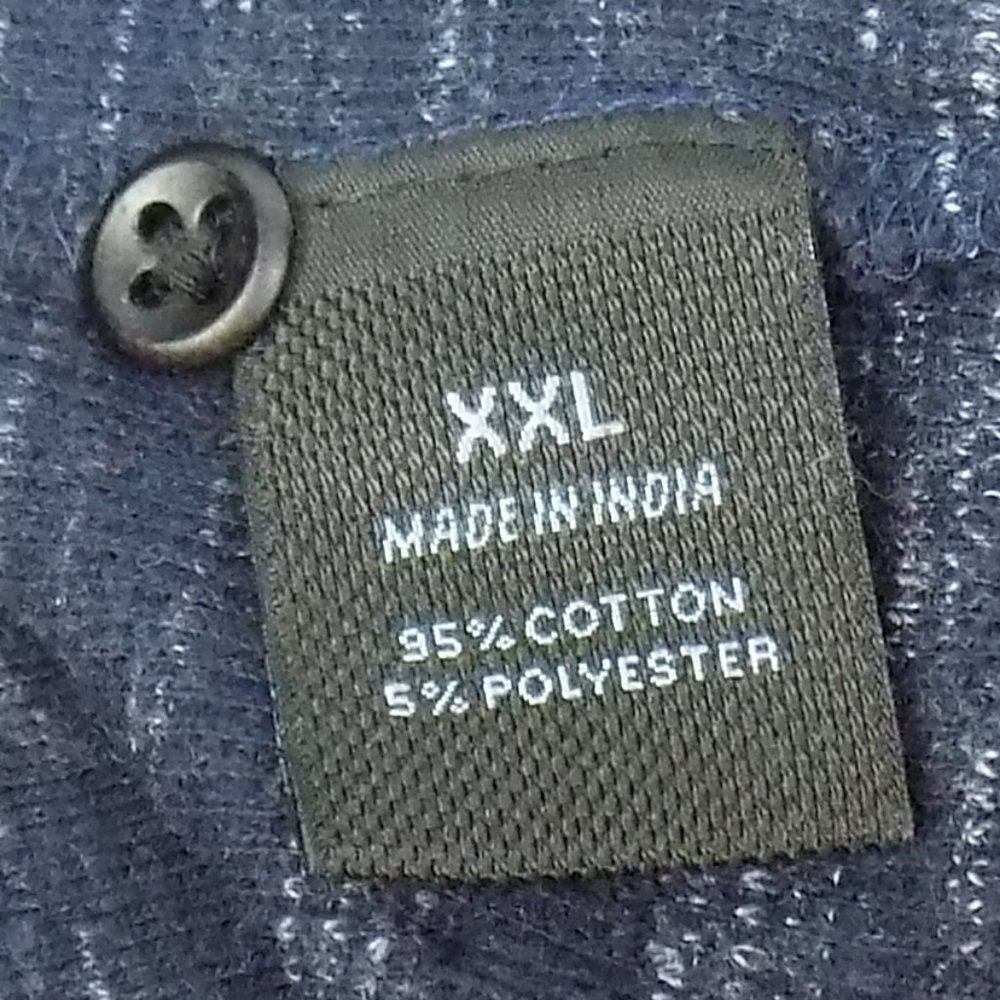 XXL
MADE IN INDIA
95% COTTON
5% POLYESTER